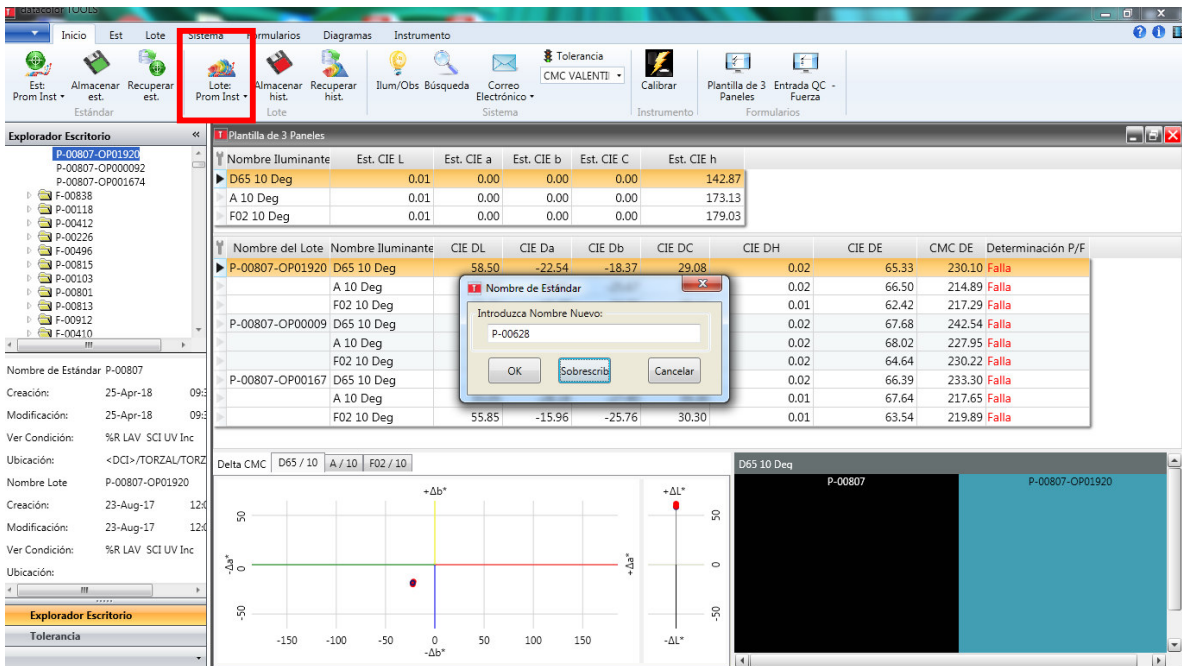 datacolor TOOLS
Inicio Est Lote Sistema Formularios Diagramas Instrumento
Est: Prom Inst
Almacenar est.
Recuperar est.
Estándar
Lote: Prom Inst
Almacenar hist.
Recuperar hist.
Lote
Ilum/Obs Búsqueda
Correo Electrónico
Tolerancia
CMC VALENTII
Sistema
Calibrar
Instrumento
Plantilla de 3 Paneles
Entrada QC - Fuerza
Formularios
Explorador Escritorio
P-00807-OP01920
P-00807-OP000092
P-00807-OP001674
F-00838
P-00118
P-00412
P-00226
F-00496
P-00815
P-00103
P-00801
P-00813
F-00912
F-00410
Nombre de Estándar P-00807
Creación: 25-Apr-18 09:3
Modificación: 25-Apr-18 09:3
Ver Condición: %R LAV SCI UV Inc
Ubicación: <DCI>/TORZAL/TORZ
Nombre Lote P-00807-OP01920
Creación: 23-Aug-17 12:0
Modificación: 23-Aug-17 12:0
Ver Condición: %R LAV SCI UV Inc
Ubicación:
Explorador Escritorio
Tolerancia
Plantilla de 3 Paneles
Nombre Iluminante Est. CIE L Est. CIE a Est. CIE b Est. CIE C Est. CIE h
D65 10 Deg 0.01 0.00 0.00 0.00 142.87
A 10 Deg 0.01 0.00 0.00 0.00 173.13
F02 10 Deg 0.01 0.00 0.00 0.00 179.03
Nombre del Lote Nombre Iluminante CIE DL CIE Da CIE Db CIE DC CIE DH CIE DE CMC DE Determinación P/F
P-00807-OP01920 D65 10 Deg 58.50 -22.54 -18.37 29.08 0.02 65.33 230.10 Falla
A 10 Deg 0.02 66.50 214.89 Falla
F02 10 Deg 0.01 62.42 217.29 Falla
P-00807-OP00009 D65 10 Deg 0.02 67.68 242.54 Falla
A 10 Deg 0.02 68.02 227.95 Falla
F02 10 Deg 0.02 64.64 230.22 Falla
P-00807-OP00167 D65 10 Deg 0.02 66.39 233.30 Falla
A 10 Deg 0.02 67.64 217.65 Falla
F02 10 Deg 55.85 -15.96 -25.76 30.30 0.01 63.54 219.89 Falla
Nombre de Estándar
Introduzca Nombre Nuevo:
P-00628
OK Sobrescrib Cancelar
Delta CMC D65 / 10 A / 10 F02 / 10
+Δb*
50
-Δa* 0 +Δa*
-50
-150 -100 -50 0 50 100 150
-Δb*
+ΔL*
50
0
-50
-ΔL*
D65 10 Deg
P-00807 P-00807-OP01920